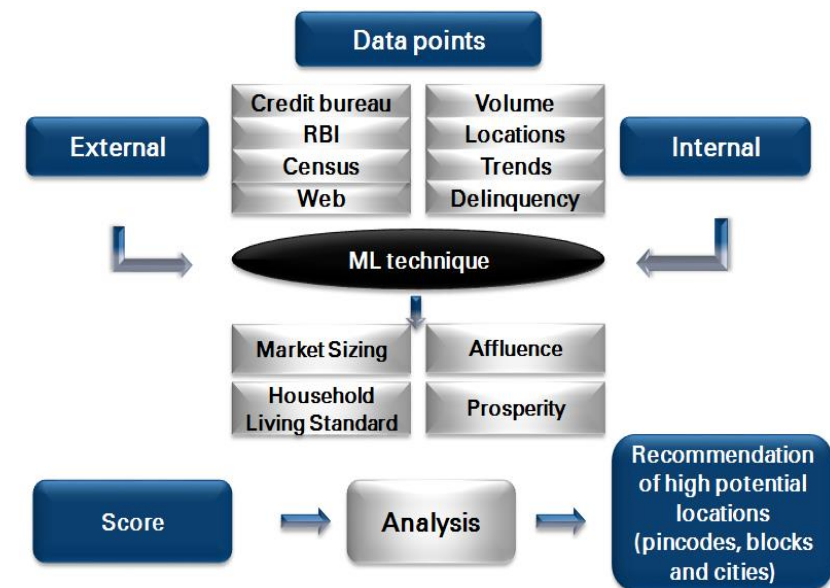 Data points
External
Credit bureau
RBI
Census
Web
Volume
Locations
Trends
Delinquency
Internal
ML technique
Market Sizing
Affluence
Household
Living Standard
Prosperity
Score
Analysis
Recommendation
of high potential
locations
(pincodes, blocks
and cities)